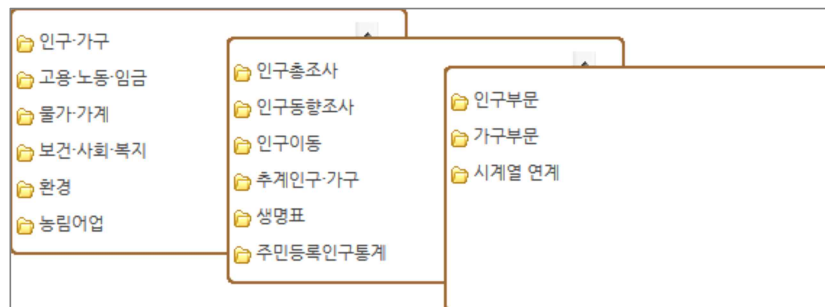 인구·가구
고용·노동·임금
물가·가계
보건·사회·복지
환경
농림어업
인구총조사
인구동향조사
인구이동
추계인구·가구
생명표
주민등록인구통계
인구부문
가구부문
시계열 연계